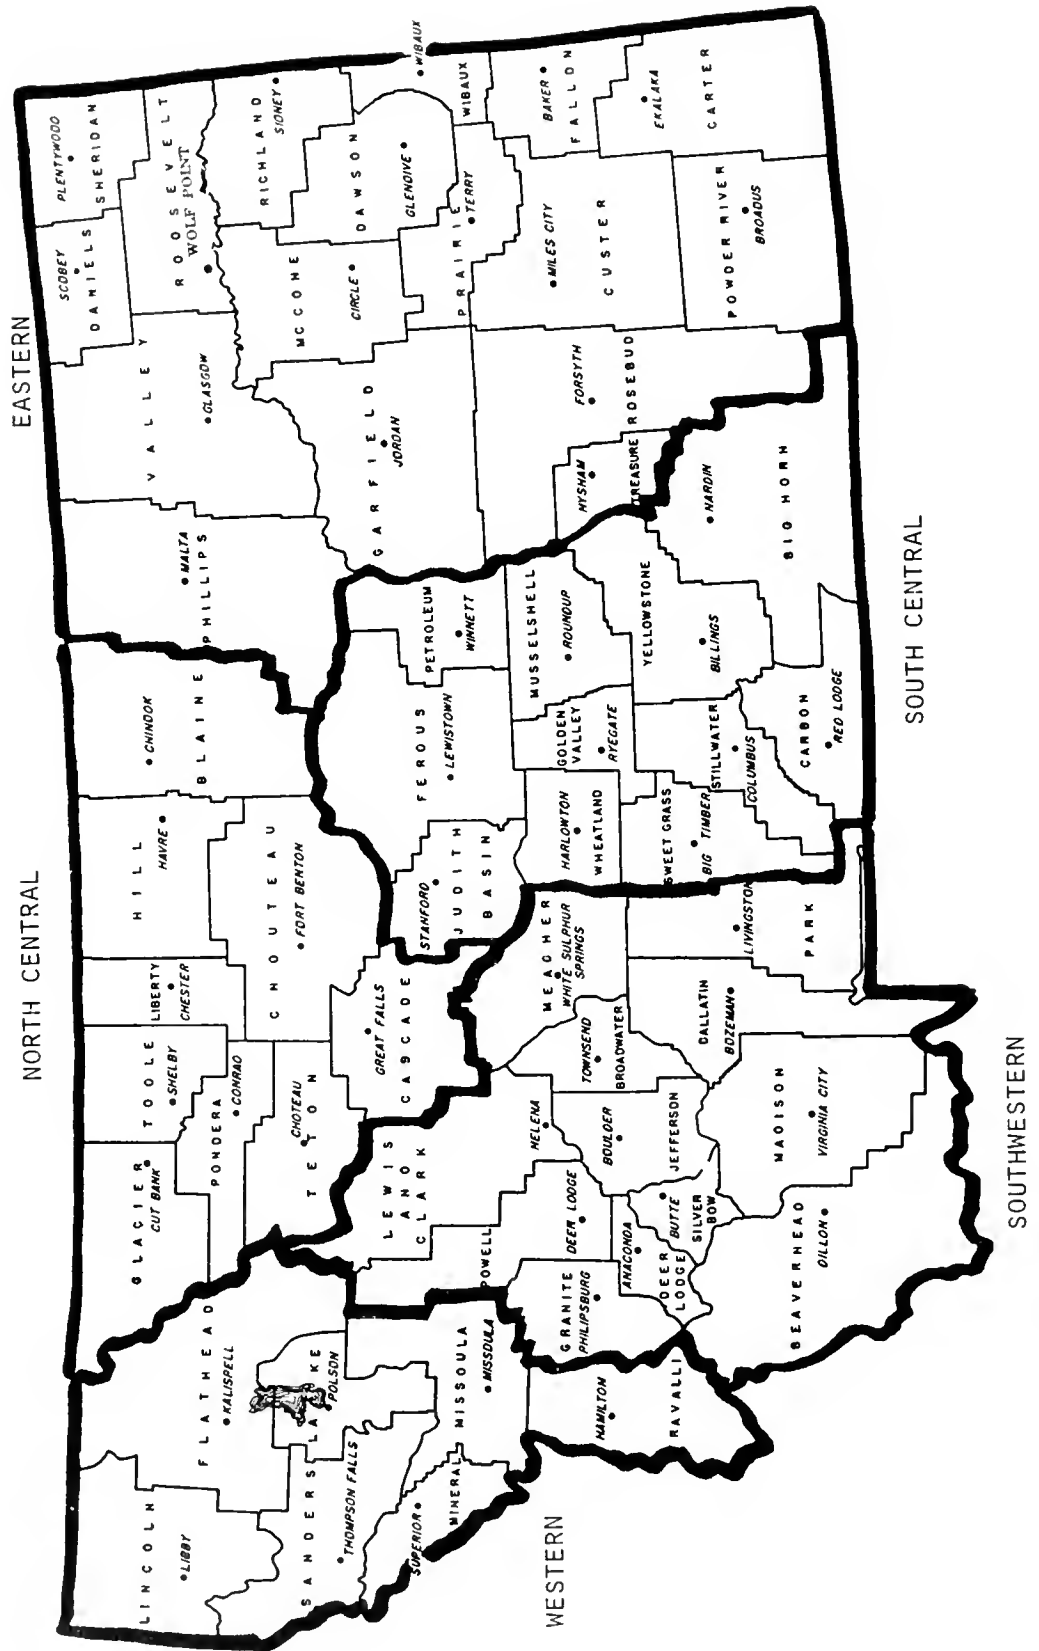 NORTH CENTRAL
EASTERN
WESTERN
SOUTHWESTERN
SOUTH CENTRAL
LINCOLN
LIBBY
FLATHEAD
KALISPELL
LAKE
POLSON
SANDERS
THOMPSON FALLS
MINERAL
SUPERIOR
MISSOULA
MISSOULA
RAVALLI
HAMILTON
GLACIER
CUT BANK
TOOLE
SHELBY
PONDERA
CONRAD
TETON
CHOTEAU
LIBERTY
CHESTER
HILL
HAVRE
CHOUTEAU
FORT BENTON
CASCADE
GREAT FALLS
BLAINE
CHINOOK
PHILLIPS
MALTA
VALLEY
GLASGOW
DANIELS
SCOBEY
SHERIDAN
PLENTYWOOD
ROOSEVELT
WOLF POINT
RICHLAND
SIDNEY
MCCONE
CIRCLE
DAWSON
GLENDIVE
WIBAUX
WIBAUX
PRAIRIE
TERRY
GARFIELD
JORDAN
ROSEBUD
FORSYTH
TREASURE
HYSHAM
CUSTER
MILES CITY
FALLON
BAKER
CARTER
EKALAKA
POWDER RIVER
BROADUS
LEWIS
AND
CLARK
HELENA
POWELL
DEER LODGE
GRANITE
PHILIPSBURG
DEER
LODGE
ANACONDA
SILVER
BOW
BUTTE
JEFFERSON
BOULDER
BROADWATER
TOWNSEND
MEAGHER
WHITE SULPHUR
SPRINGS
GALLATIN
BOZEMAN
PARK
LIVINGSTON
MADISON
VIRGINIA CITY
BEAVERHEAD
DILLON
JUDITH
BASIN
STANFORD
FERGUS
LEWISTOWN
PETROLEUM
WINNETT
WHEATLAND
HARLOWTON
GOLDEN
VALLEY
RYEGATE
MUSSELSHELL
ROUNDUP
SWEET GRASS
BIG TIMBER
STILLWATER
COLUMBUS
YELLOWSTONE
BILLINGS
CARBON
RED LODGE
BIG HORN
HARDIN